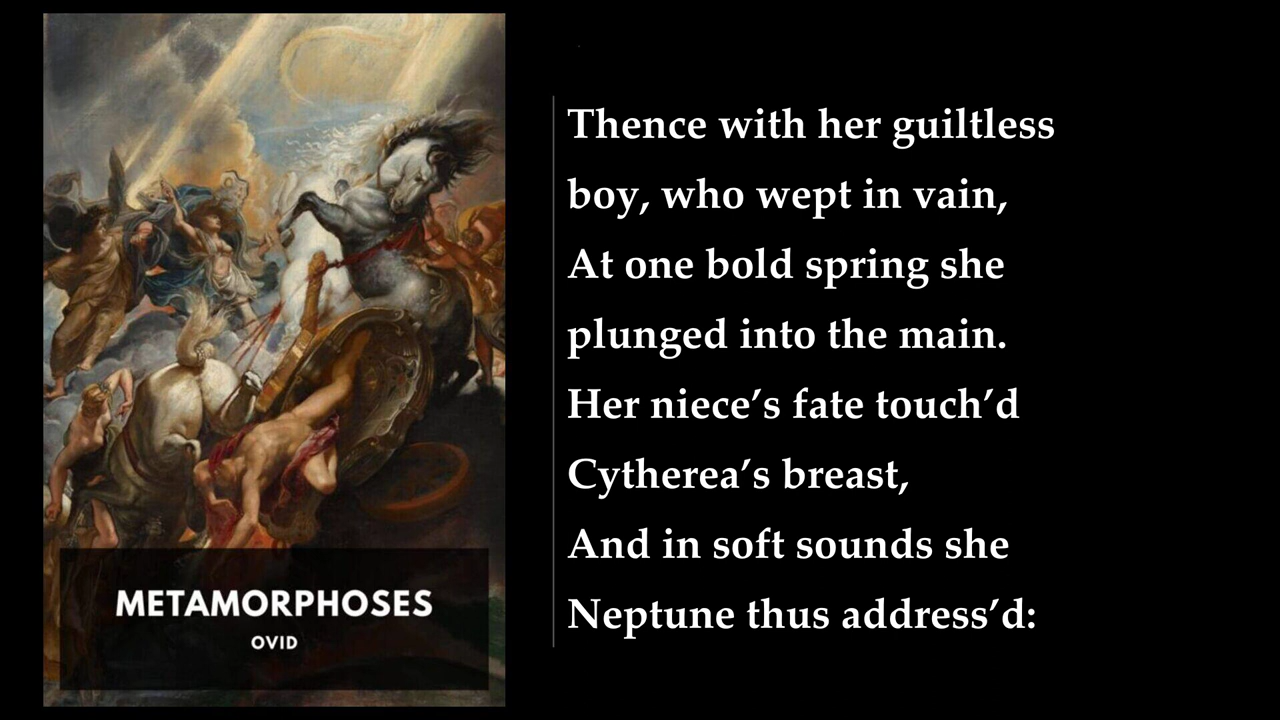 METAMORPHOSES
OVID
Thence with her guiltless
boy, who wept in vain,
At one bold spring she
plunged into the main.
Her niece’s fate touch’d
Cytherea’s breast,
And in soft sounds she
Neptune thus address’d: